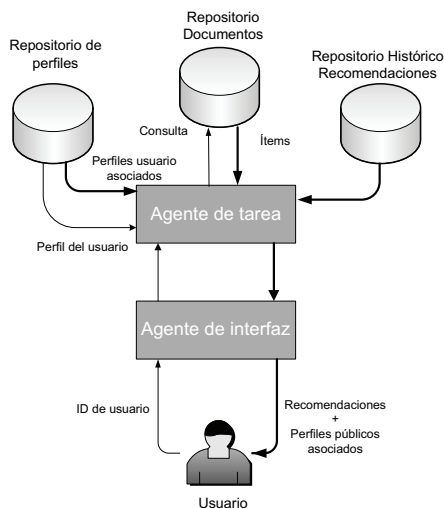 Repositorio
Documentos
Repositorio de
perfiles
Repositorio Histórico
Recomendaciones
Consulta
Ítems
Perfiles usuario
asociados
Agente de tarea
Perfil del usuario
Agente de interfaz
ID de usuario
Recomendaciones
+
Perfiles públicos
asociados
Usuario